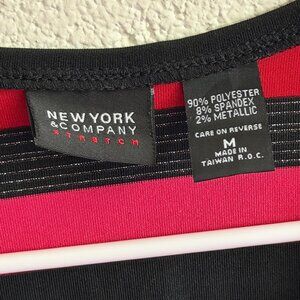 NEW YORK
& COMPANY
STRETCH
90% POLYESTER
8% SPANDEX
2% METALLIC
CARE ON REVERSE
M
MADE IN
TAIWAN R.O.C.